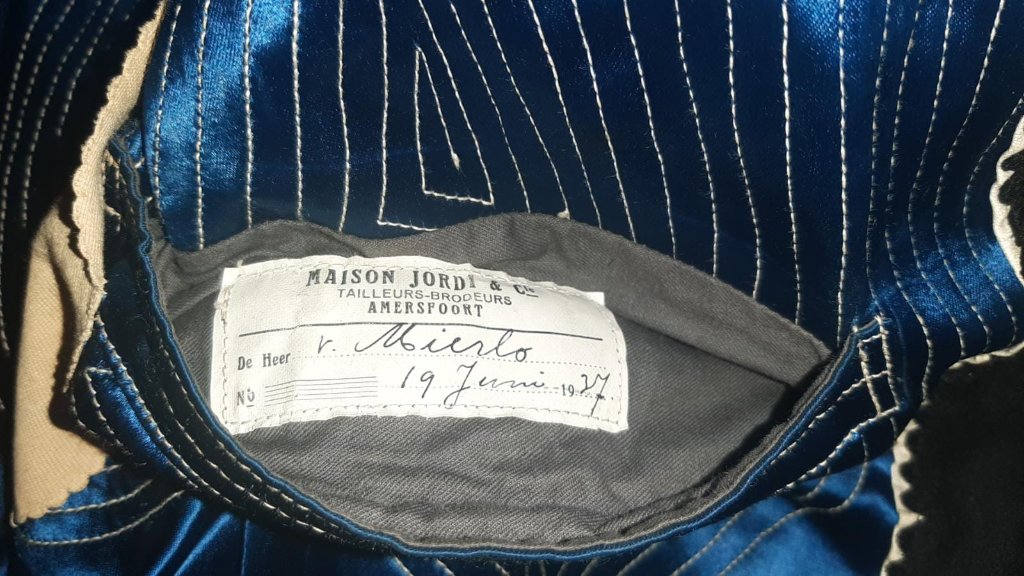 MAISON JORDI & Cie
TAILLEURS-BRODEURS
AMERSFOORT
De Heer v. Mierlo
No 19 Juni 1937